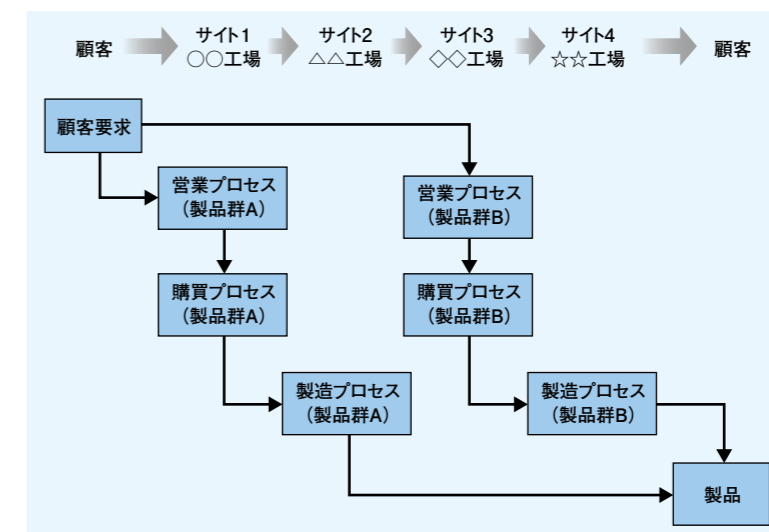 顧客
サイト1
○○工場
サイト2
△△工場
サイト3
◇◇工場
サイト4
☆☆工場
顧客
顧客要求
営業プロセス
（製品群A）
営業プロセス
（製品群B）
購買プロセス
（製品群A）
購買プロセス
（製品群B）
製造プロセス
（製品群A）
製造プロセス
（製品群B）
製品